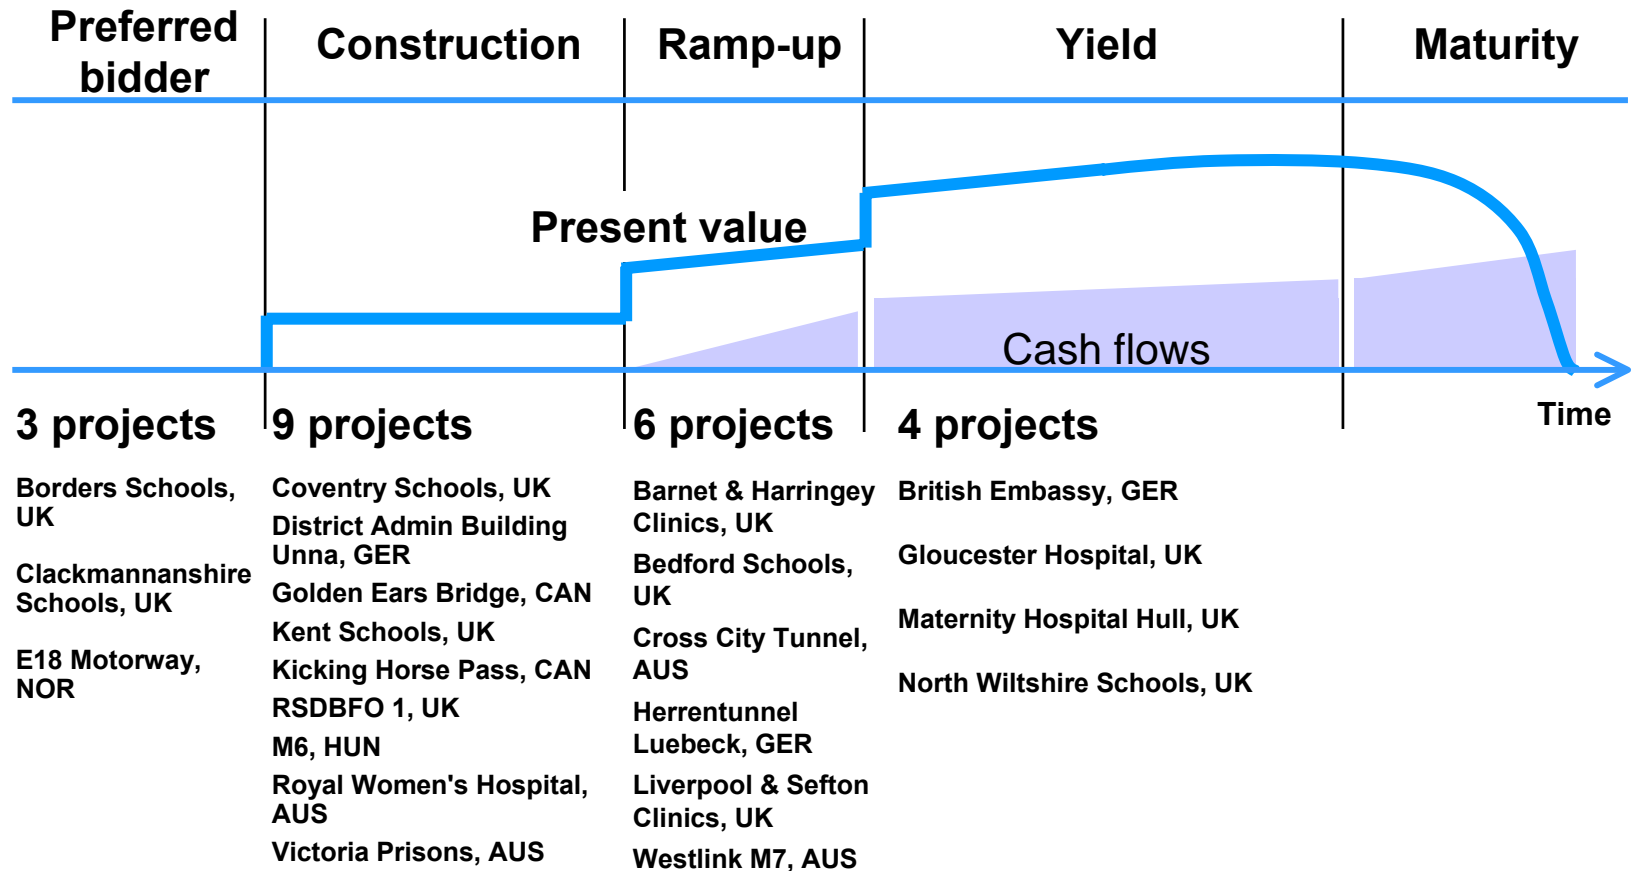 Preferred
bidder
Construction
Ramp-up
Yield
Maturity
Present value
Cash flows
Time
3 projects
Borders Schools,
UK
Clackmannanshire
Schools, UK
E18 Motorway,
NOR
9 projects
Coventry Schools, UK
District Admin Building
Unna, GER
Golden Ears Bridge, CAN
Kent Schools, UK
Kicking Horse Pass, CAN
RSDBFO 1, UK
M6, HUN
Royal Women's Hospital,
AUS
Victoria Prisons, AUS
6 projects
Barnet & Harringey
Clinics, UK
Bedford Schools,
UK
Cross City Tunnel,
AUS
Herrentunnel
Luebeck, GER
Liverpool & Sefton
Clinics, UK
Westlink M7, AUS
4 projects
British Embassy, GER
Gloucester Hospital, UK
Maternity Hospital Hull, UK
North Wiltshire Schools, UK